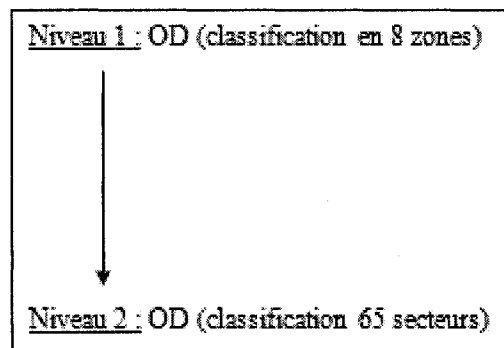 Niveau 1 : OD (classification en 8 zones)
Niveau 2 : OD (classification 65 secteurs)